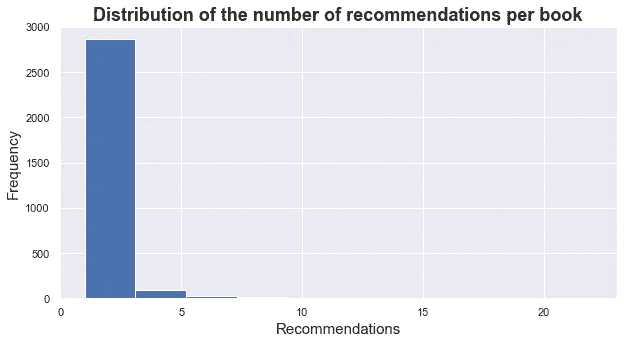 Distribution of the number of recommendations per book
3000
2500
2000
1500
1000
500
0
Frequency
0 5 10 15 20
Recommendations